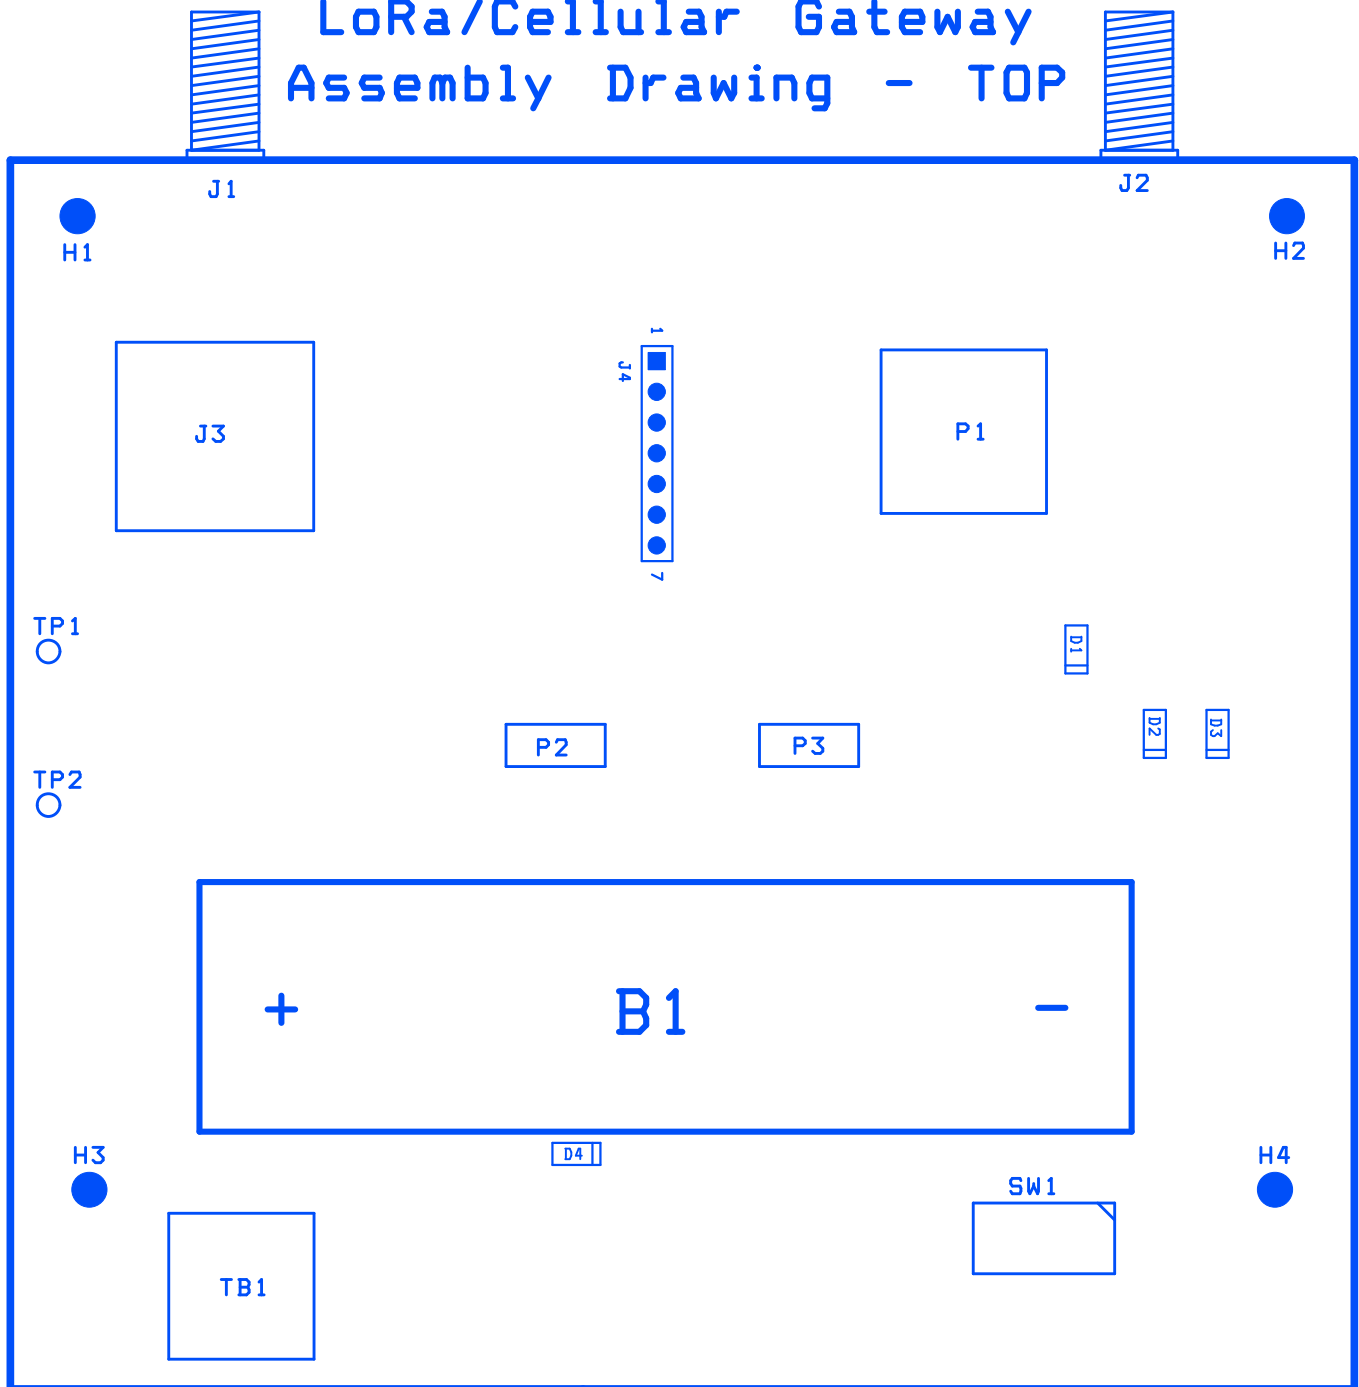 LoRa/Cellular Gateway
Assembly Drawing - TOP
J1
J2
H1
H2
1
J4
J3
P1
7
TP1
D1
D2
D3
P2
P3
TP2
+
B1
-
H3
D4
H4
SW1
TB1